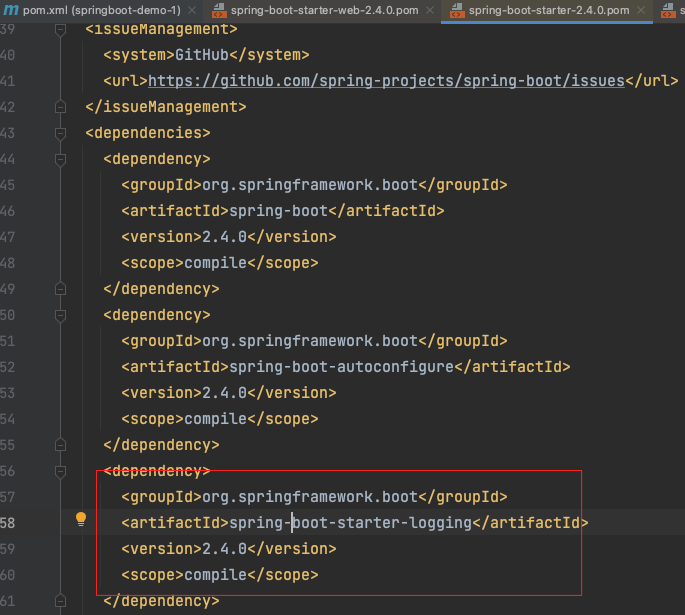 pom.xml (springboot-demo-1) spring-boot-starter-web-2.4.0.pom spring-boot-starter-2.4.0.pom
39 <issueManagement>
40 <system>GitHub</system>
41 <url>https://github.com/spring-projects/spring-boot/issues</url>
42 </issueManagement>
43 <dependencies>
44 <dependency>
45 <groupId>org.springframework.boot</groupId>
46 <artifactId>spring-boot</artifactId>
47 <version>2.4.0</version>
48 <scope>compile</scope>
49 </dependency>
50 <dependency>
51 <groupId>org.springframework.boot</groupId>
52 <artifactId>spring-boot-autoconfigure</artifactId>
53 <version>2.4.0</version>
54 <scope>compile</scope>
55 </dependency>
56 <dependency>
57 <groupId>org.springframework.boot</groupId>
58 <artifactId>spring-boot-starter-logging</artifactId>
59 <version>2.4.0</version>
60 <scope>compile</scope>
61 </dependency>